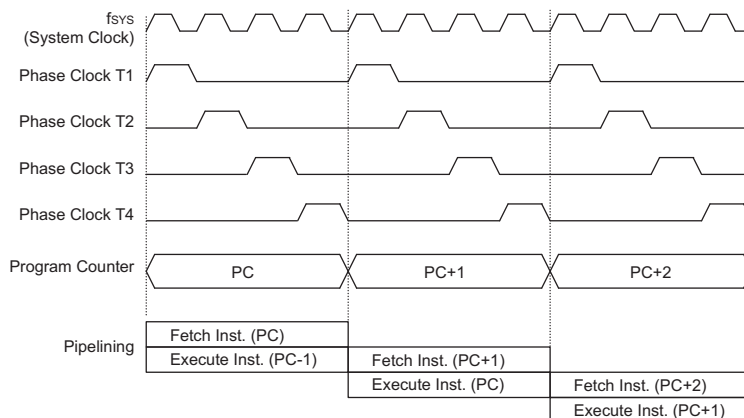 fSYS
(System Clock)
Phase Clock T1
Phase Clock T2
Phase Clock T3
Phase Clock T4
Program Counter
PC
PC+1
PC+2
Pipelining
Fetch Inst. (PC)
Execute Inst. (PC-1)
Fetch Inst. (PC+1)
Execute Inst. (PC)
Fetch Inst. (PC+2)
Execute Inst. (PC+1)